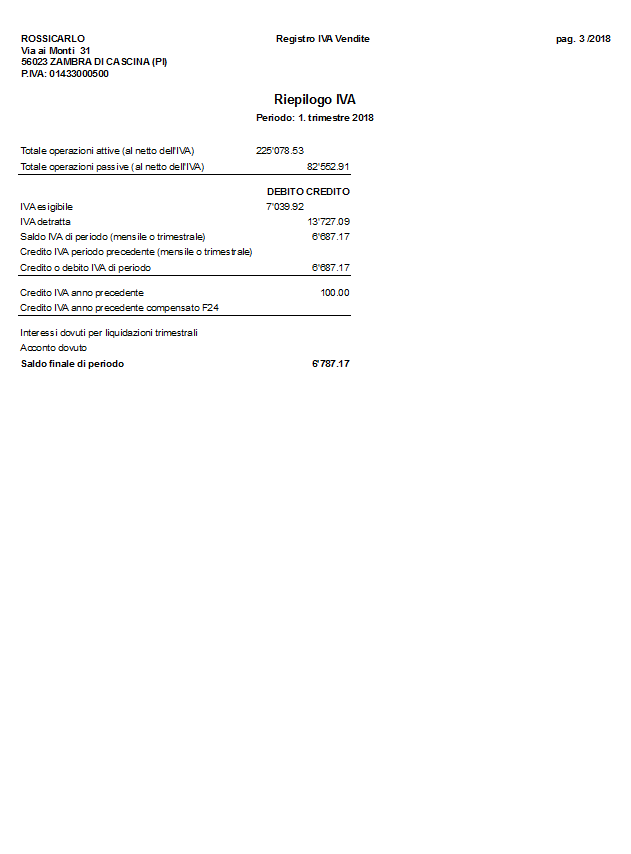 ROSSICARLO Registro IVA Vendite pag. 3 /2018
Via ai Monti 31
56023 ZAMBRA DI CASCINA (PI)
P.IVA: 01433000500
Riepilogo IVA
Periodo: 1. trimestre 2018
Totale operazioni attive (al netto dell'IVA) 225'078.53
Totale operazioni passive (al netto dell'IVA) 82'552.91
DEBITO CREDITO
IVA esigibile 7'039.92
IVA detratta 13'727.09
Saldo IVA di periodo (mensile o trimestrale) 6'687.17
Credito IVA periodo precedente (mensile o trimestrale)
Credito o debito IVA di periodo 6'687.17
Credito IVA anno precedente 100.00
Credito IVA anno precedente compensato F24
Interessi dovuti per liquidazioni trimestrali
Acconto dovuto
Saldo finale di periodo 6'787.17